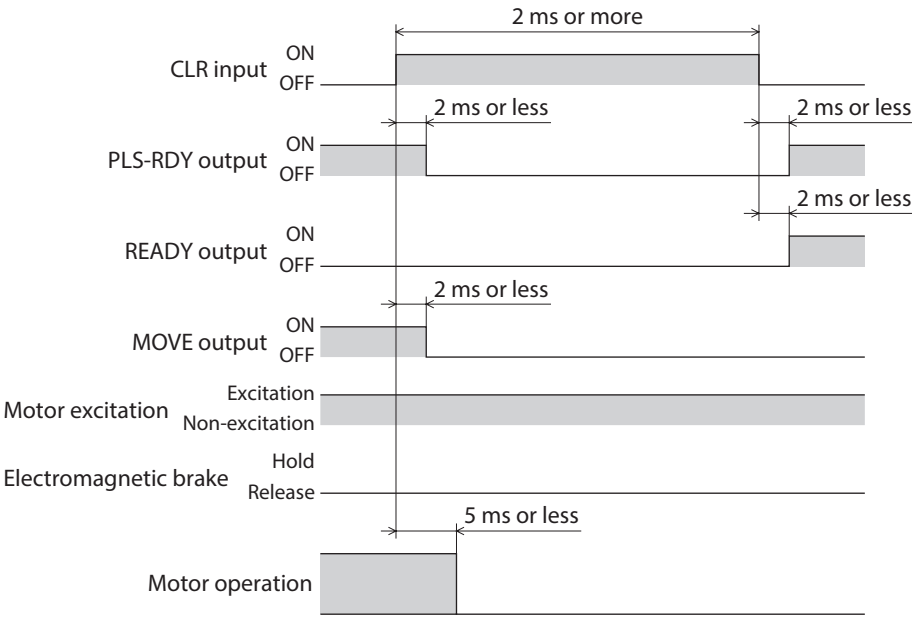 2 ms or more
CLR input ON
OFF
2 ms or less 2 ms or less
PLS-RDY output ON
OFF
2 ms or less
READY output ON
OFF
2 ms or less
MOVE output ON
OFF
Motor excitation Excitation
Non-excitation
Electromagnetic brake Hold
Release
5 ms or less
Motor operation